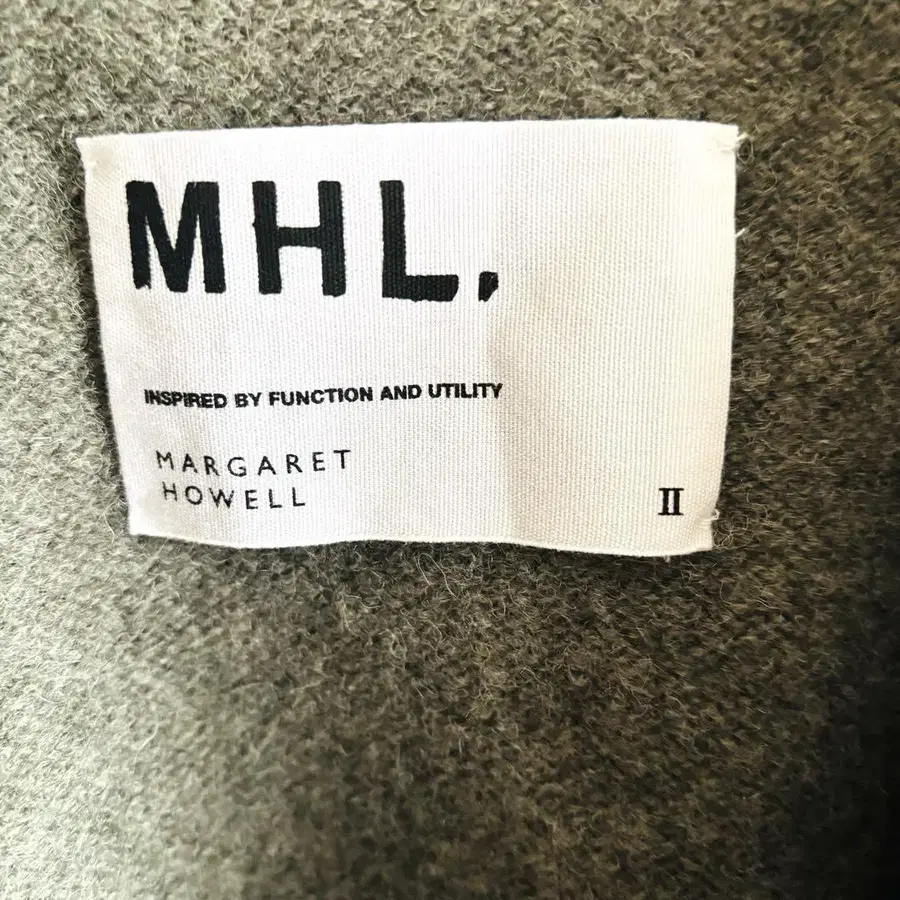 MHL.
INSPIRED BY FUNCTION AND UTILITY
MARGARET
HOWELL
II